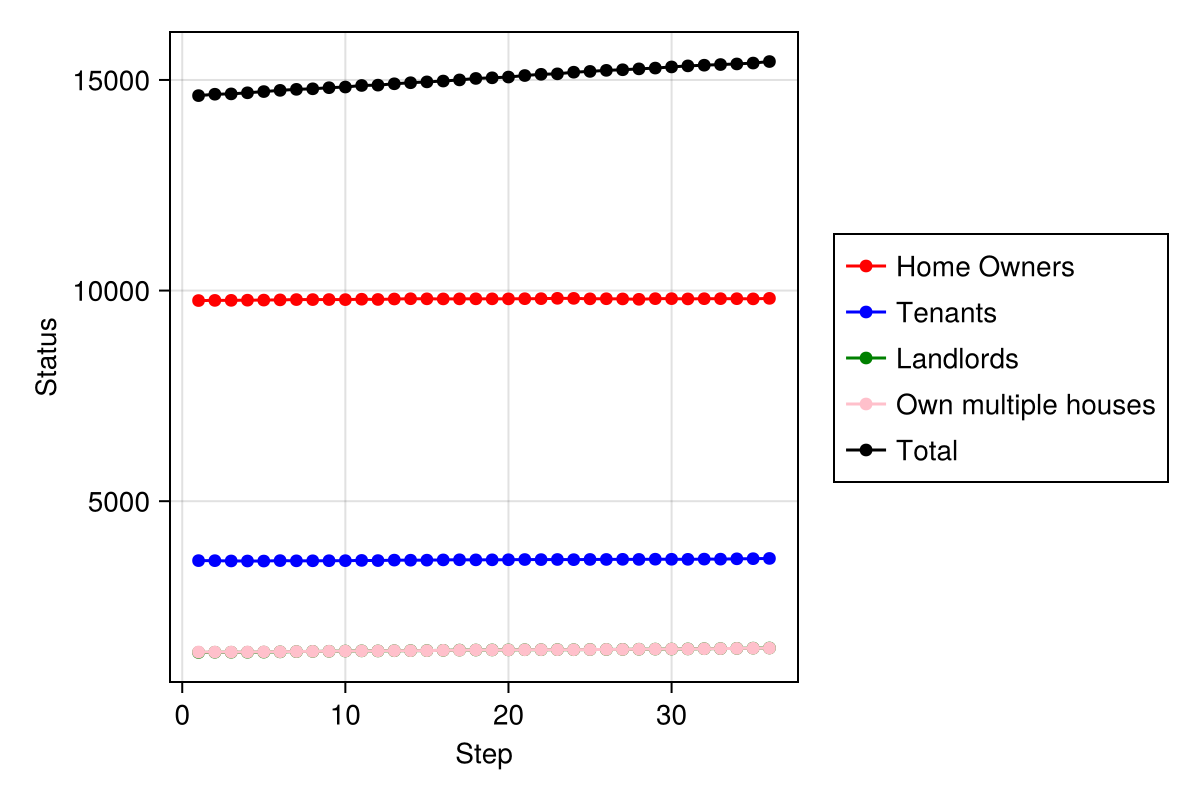 15000
10000
5000
Status
0 10 20 30
Step
Home Owners
Tenants
Landlords
Own multiple houses
Total